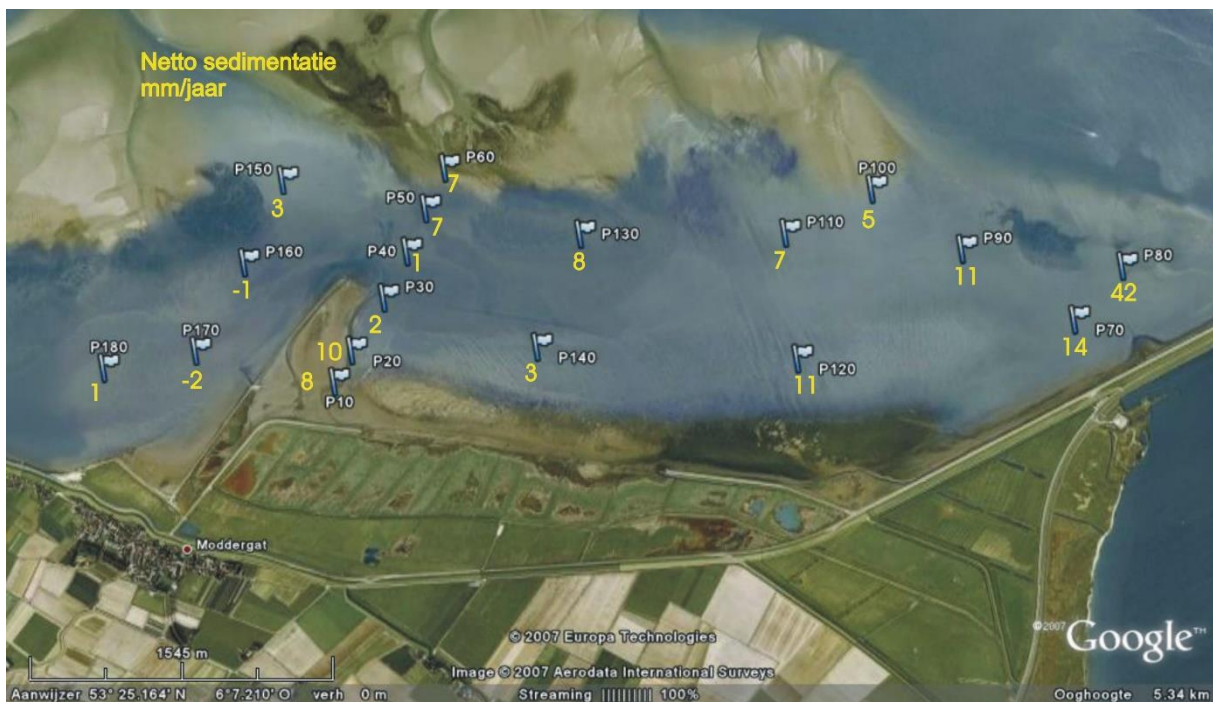 Netto sedimentatie
mm/jaar
P60
P150
7
P100
3
P50
7
5
P110
P130
P40
1
8
7
P90
P160
11
P80
-1
42
P30
2
P70
14
P170
10
P20
P180
P140
P120
1
-2
8
3
11
P10
Moddergat
© 2007 Europa Technologies
©2007 Google™
1545 m
Image © 2007 Aerodata International Surveys
Aanwijzer 53° 25.164' N 6°7.210' O verh 0 m Streaming |||||||||| 100% Ooghoogte 5.34 km